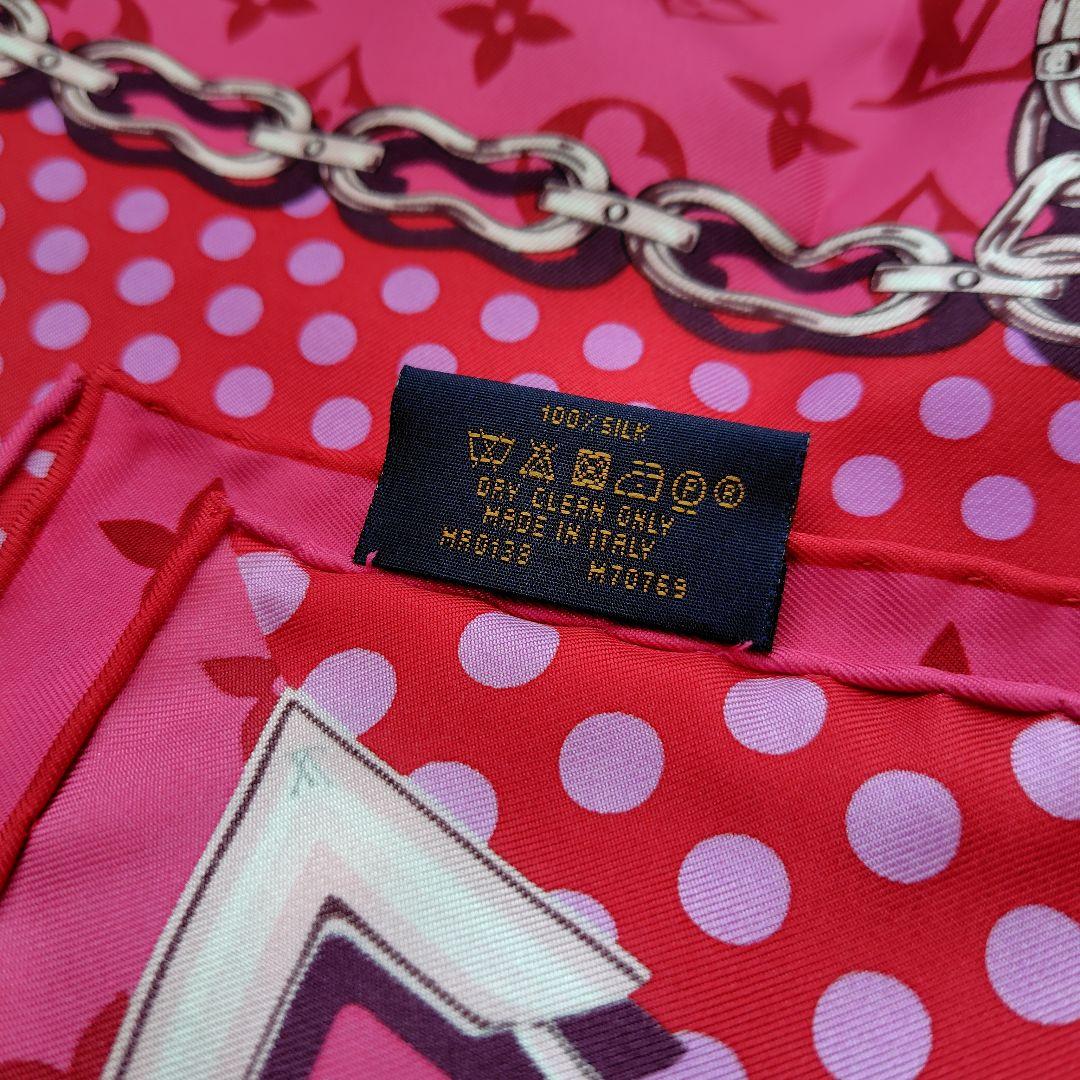 100% SILK
DRY CLEAN ONLY
MADE IN ITALY
MA0138 M70769